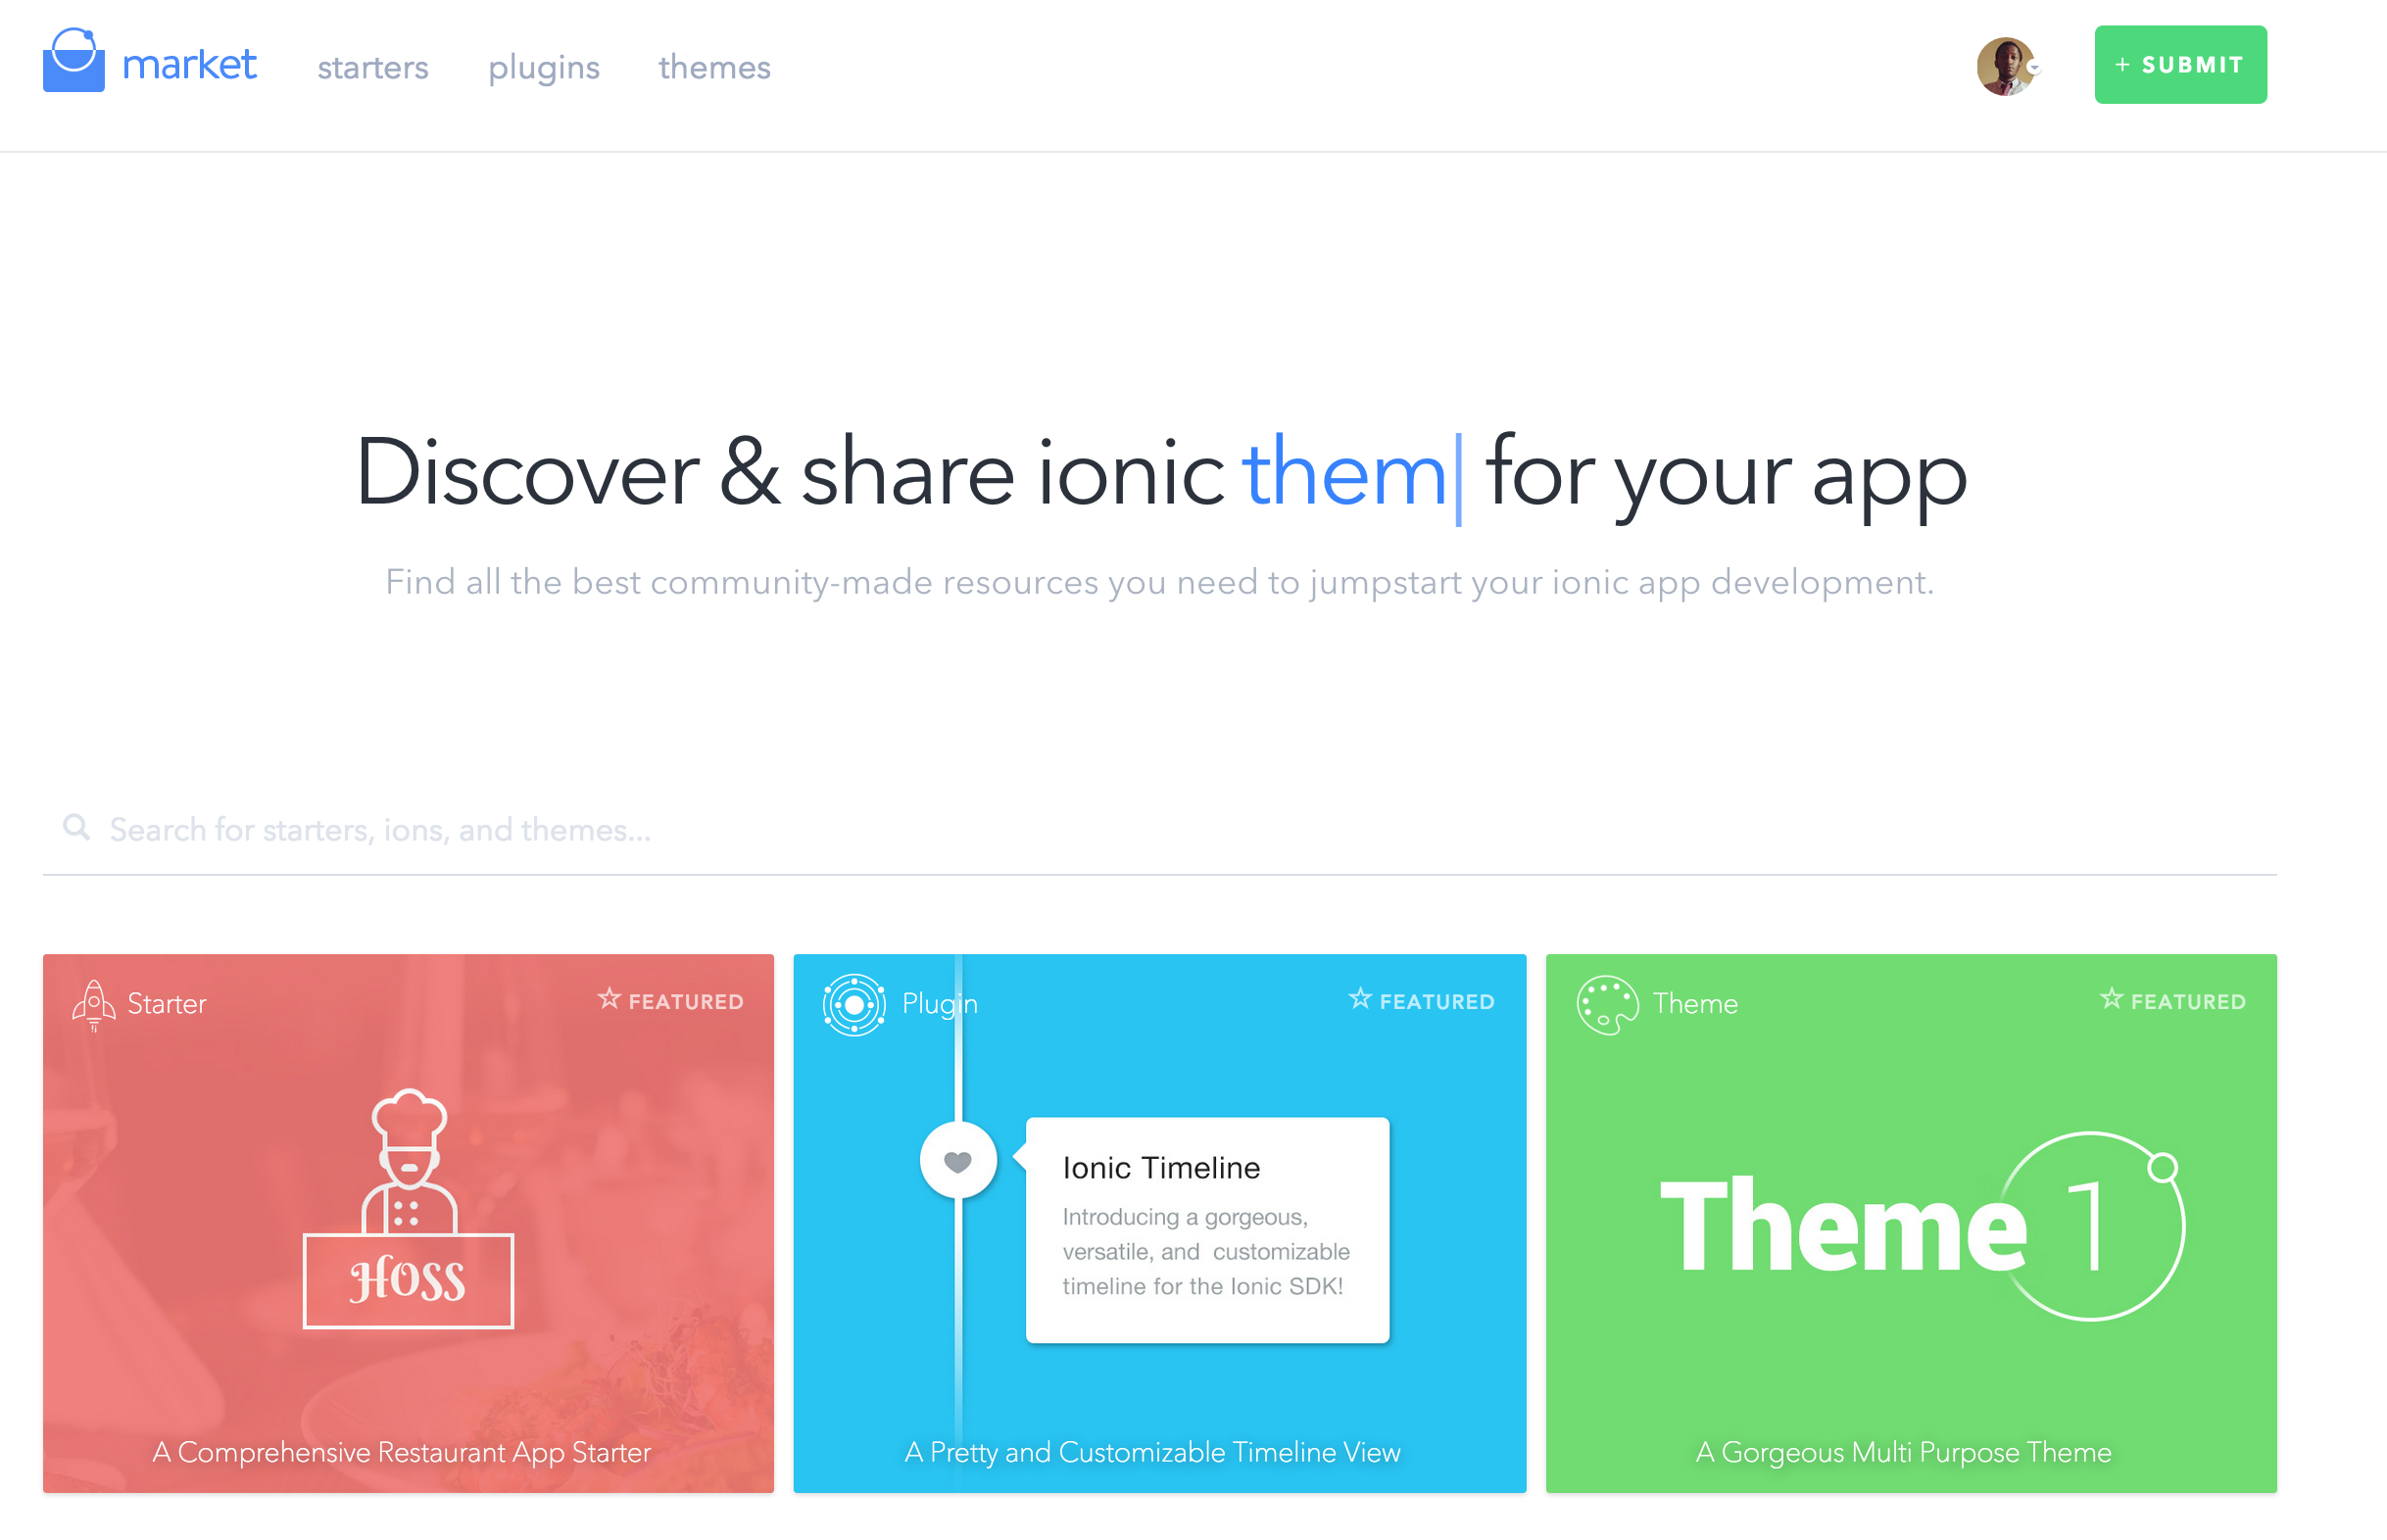 market starters plugins themes + SUBMIT
Discover & share ionic them| for your app
Find all the best community-made resources you need to jumpstart your ionic app development.
Search for starters, ions, and themes...
Starter FEATURED
Hoss
A Comprehensive Restaurant App Starter
Plugin FEATURED
Ionic Timeline
Introducing a gorgeous,
versatile, and customizable
timeline for the Ionic SDK!
A Pretty and Customizable Timeline View
Theme FEATURED
Theme 1
A Gorgeous Multi Purpose Theme